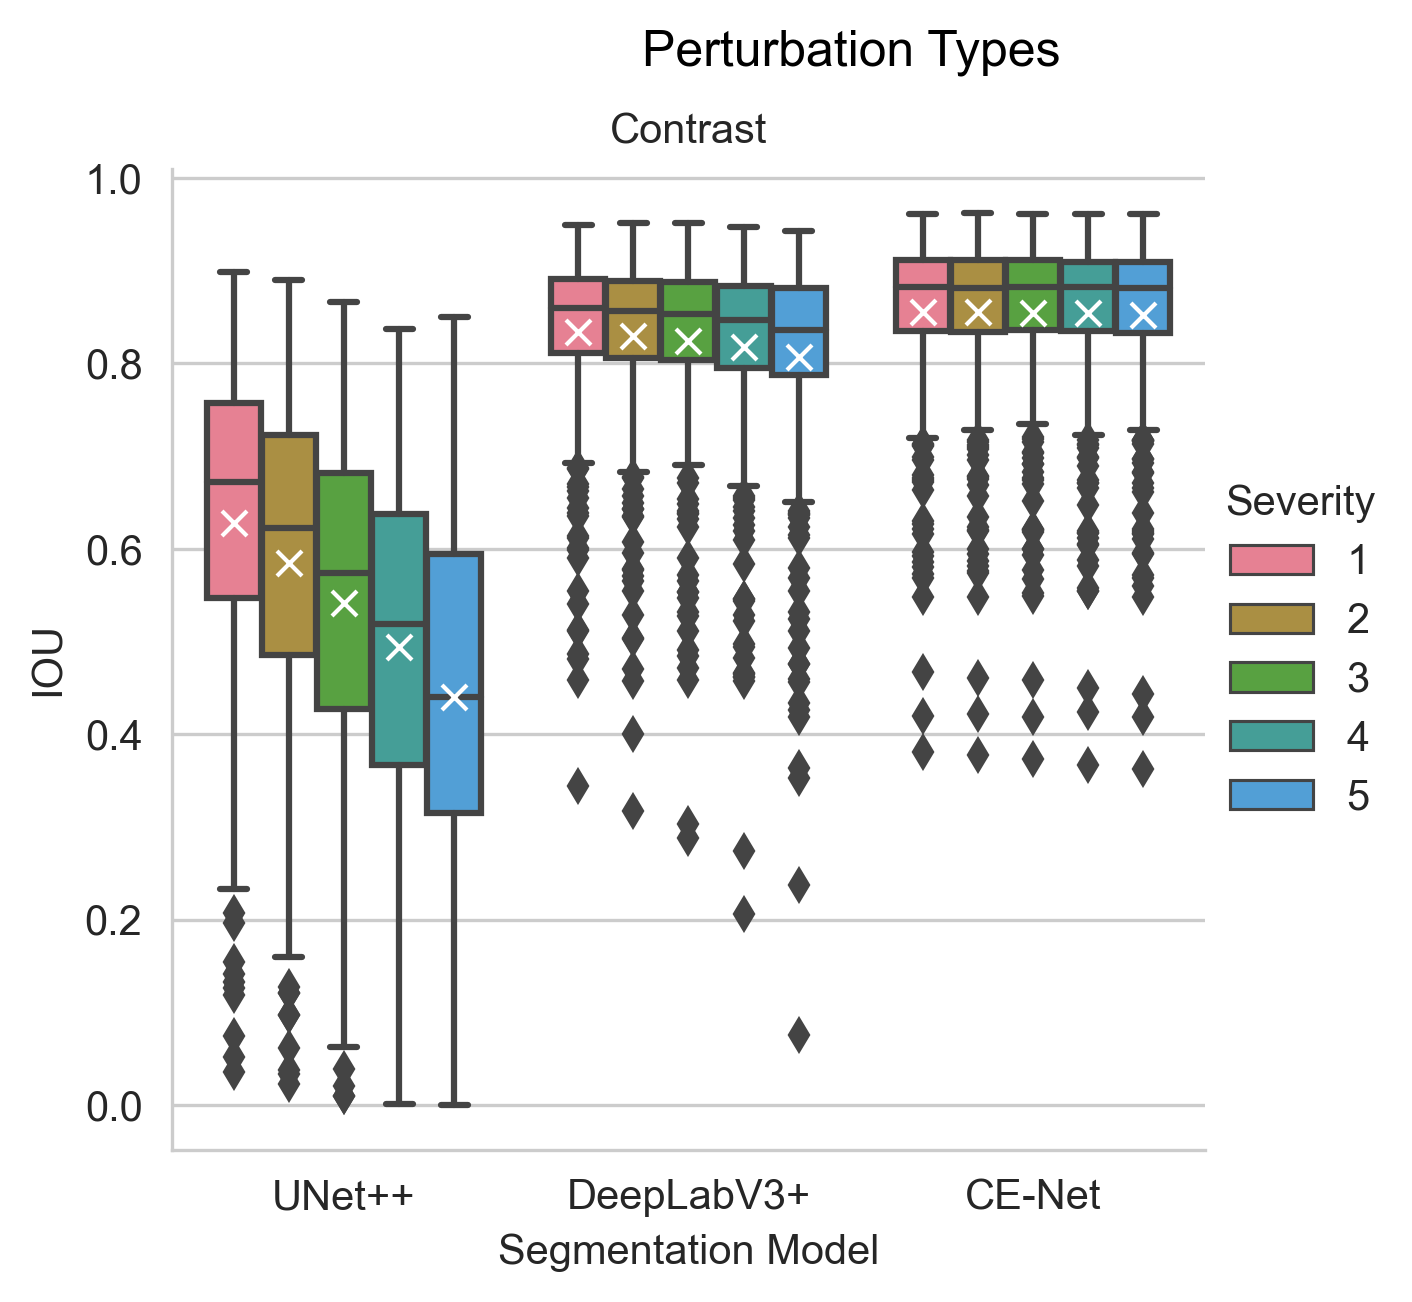 Perturbation Types
Contrast
1.0
0.8
0.6
0.4
0.2
0.0
IOU
UNet++
DeepLabV3+
CE-Net
Segmentation Model
Severity
1
2
3
4
5